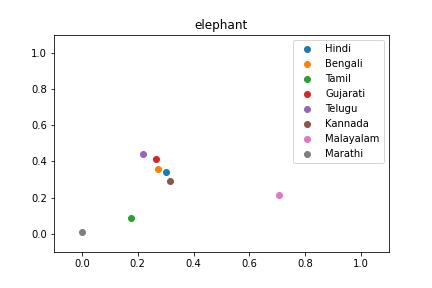 elephant
1.0
0.8
0.6
0.4
0.2
0.0
0.0 0.2 0.4 0.6 0.8 1.0
Hindi
Bengali
Tamil
Gujarati
Telugu
Kannada
Malayalam
Marathi